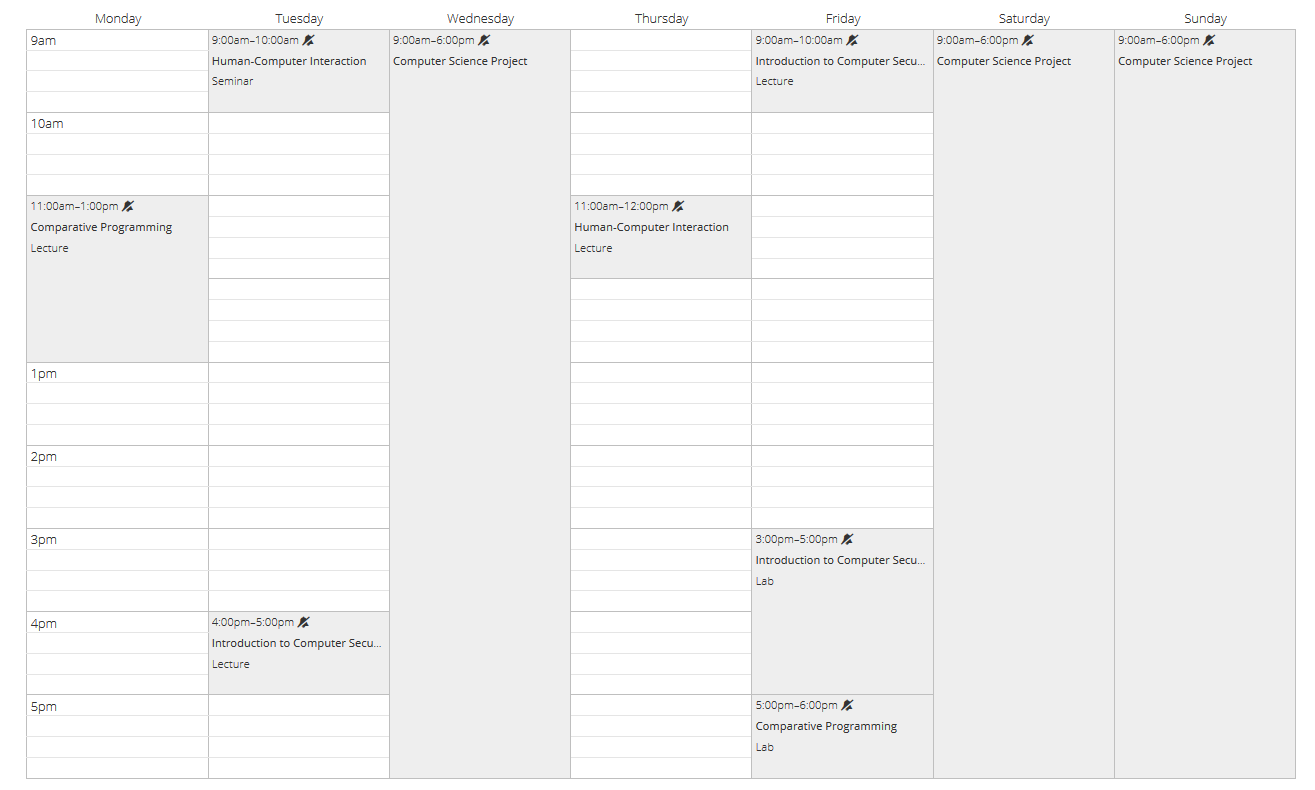 Monday Tuesday Wednesday Thursday Friday Saturday Sunday
9am
9:00am–10:00am
Human-Computer Interaction
Seminar
9:00am–6:00pm
Computer Science Project
9:00am–10:00am
Introduction to Computer Secu...
Lecture
9:00am–6:00pm
Computer Science Project
9:00am–6:00pm
Computer Science Project
10am
11:00am–1:00pm
Comparative Programming
Lecture
11:00am–12:00pm
Human-Computer Interaction
Lecture
1pm
2pm
3pm
3:00pm–5:00pm
Introduction to Computer Secu...
Lab
4pm
4:00pm–5:00pm
Introduction to Computer Secu...
Lecture
5pm
5:00pm–6:00pm
Comparative Programming
Lab